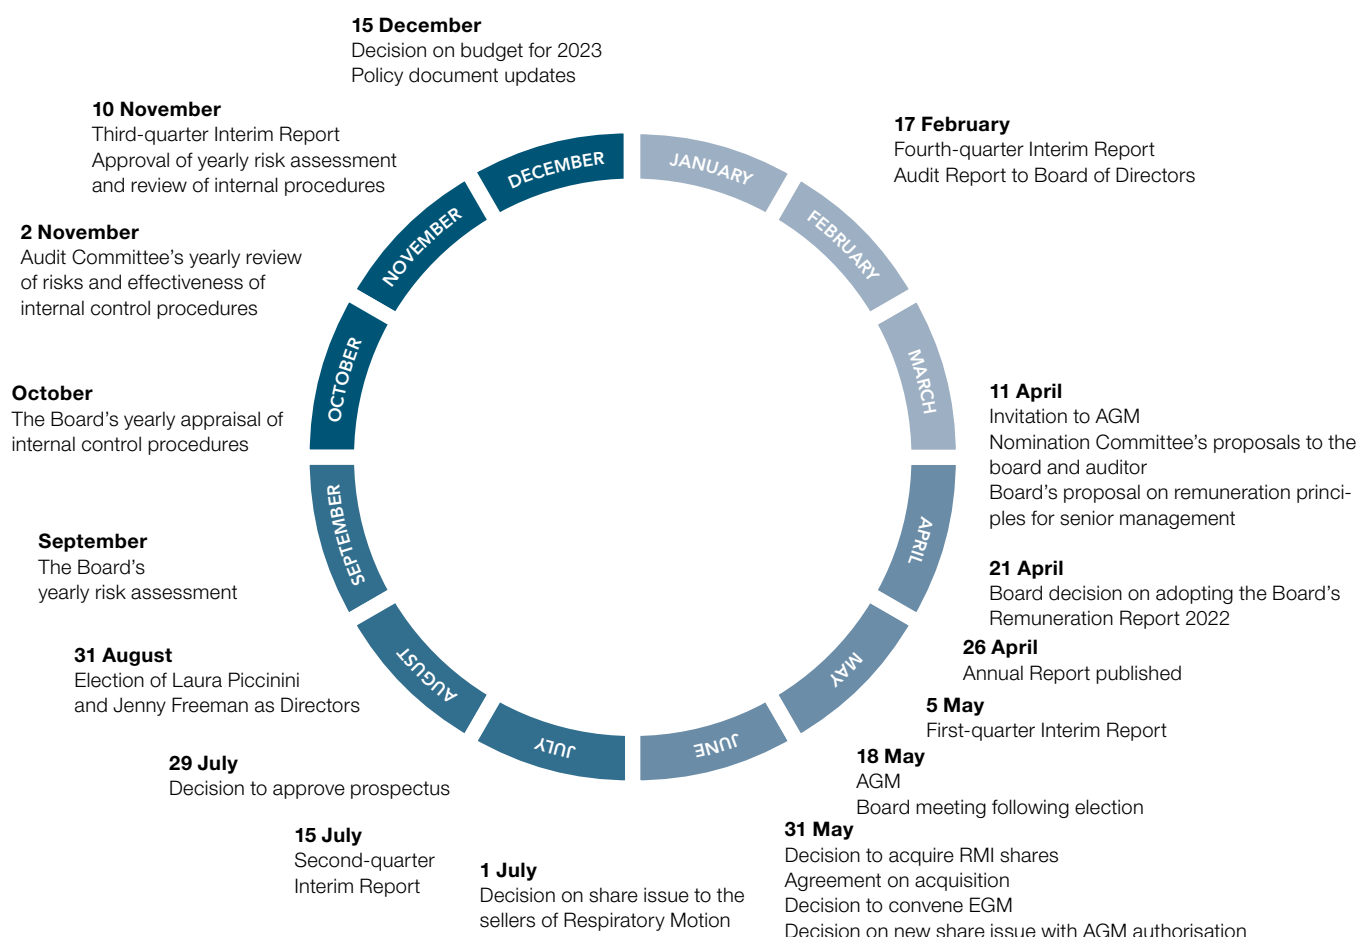 15 December
Decision on budget for 2023
Policy document updates
10 November
Third-quarter Interim Report
Approval of yearly risk assessment
and review of internal procedures
2 November
Audit Committee’s yearly review
of risks and effectiveness of
internal control procedures
October
The Board’s yearly appraisal of
internal control procedures
September
The Board’s
yearly risk assessment
31 August
Election of Laura Piccinini
and Jenny Freeman as Directors
29 July
Decision to approve prospectus
15 July
Second-quarter
Interim Report
1 July
Decision on share issue to the
sellers of Respiratory Motion
17 February
Fourth-quarter Interim Report
Audit Report to Board of Directors
11 April
Invitation to AGM
Nomination Committee’s proposals to the
board and auditor
Board’s proposal on remuneration princi-
ples for senior management
21 April
Board decision on adopting the Board’s
Remuneration Report 2022
26 April
Annual Report published
5 May
First-quarter Interim Report
18 May
AGM
Board meeting following election
31 May
Decision to acquire RMI shares
Agreement on acquisition
Decision to convene EGM
Decision on new share issue with AGM authorisation
JANUARY
FEBRUARY
MARCH
APRIL
MAY
JUNE
JULY
AUGUST
SEPTEMBER
OCTOBER
NOVEMBER
DECEMBER